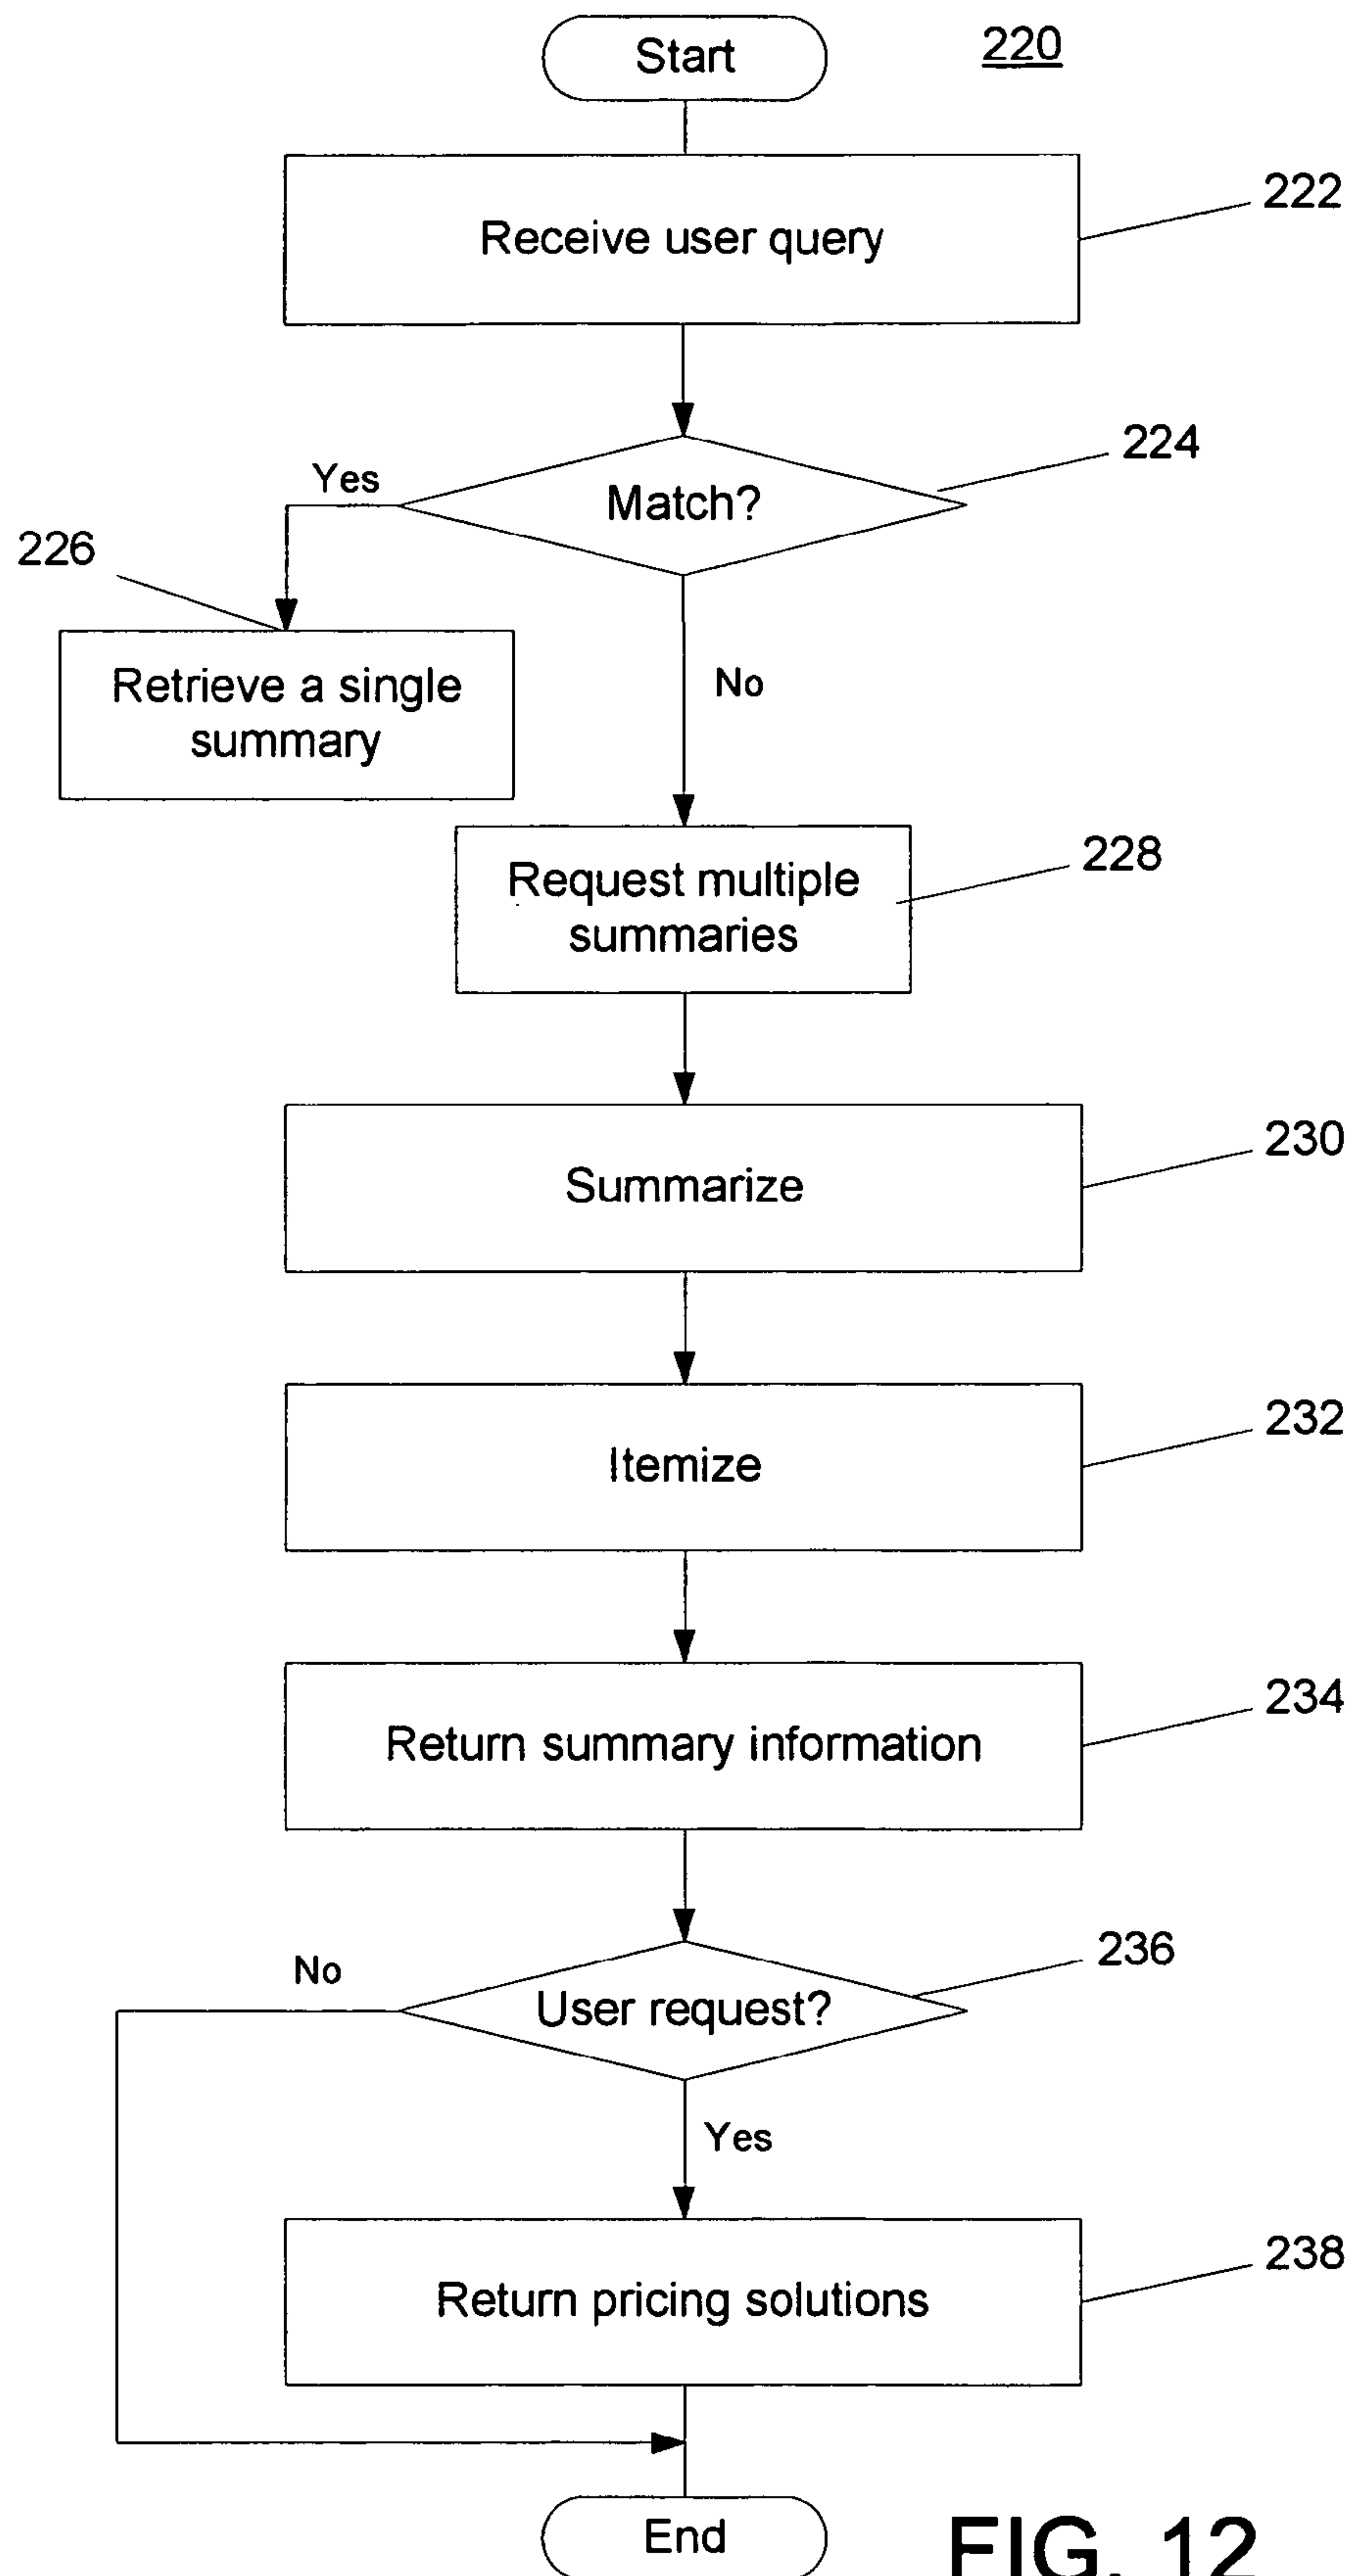 Start
220
Receive user query
222
Match?
224
Yes
226
Retrieve a single
summary
No
Request multiple
summaries
228
Summarize
230
Itemize
232
Return summary information
234
User request?
236
No
Yes
Return pricing solutions
238
End
FIG. 12